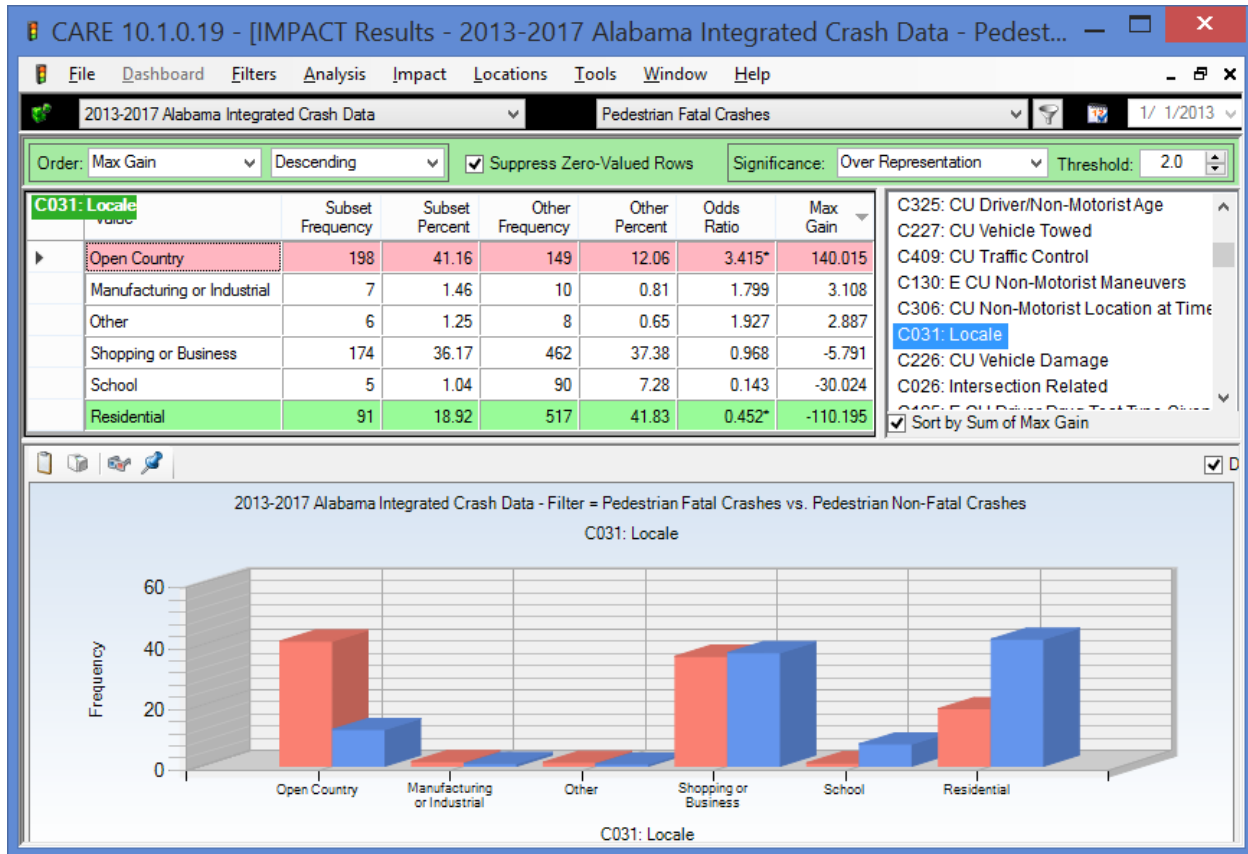 CARE 10.1.0.19 - [IMPACT Results - 2013-2017 Alabama Integrated Crash Data - Pedest...
File Dashboard Filters Analysis Impact Locations Tools Window Help
2013-2017 Alabama Integrated Crash Data Pedestrian Fatal Crashes 1/ 1/2013
Order: Max Gain Descending Suppress Zero-Valued Rows Significance: Over Representation Threshold: 2.0
C031: Locale Subset Frequency Subset Percent Other Frequency Other Percent Odds Ratio Max Gain
Open Country 198 41.16 149 12.06 3.415* 140.015
Manufacturing or Industrial 7 1.46 10 0.81 1.799 3.108
Other 6 1.25 8 0.65 1.927 2.887
Shopping or Business 174 36.17 462 37.38 0.968 -5.791
School 5 1.04 90 7.28 0.143 -30.024
Residential 91 18.92 517 41.83 0.452* -110.195
C325: CU Driver/Non-Motorist Age
C227: CU Vehicle Towed
C409: CU Traffic Control
C130: E CU Non-Motorist Maneuvers
C306: CU Non-Motorist Location at Time
C031: Locale
C226: CU Vehicle Damage
C026: Intersection Related
Sort by Sum of Max Gain
D
2013-2017 Alabama Integrated Crash Data - Filter = Pedestrian Fatal Crashes vs. Pedestrian Non-Fatal Crashes
C031: Locale
Frequency
60
40
20
0
Open Country Manufacturing or Industrial Other Shopping or Business School Residential
C031: Locale